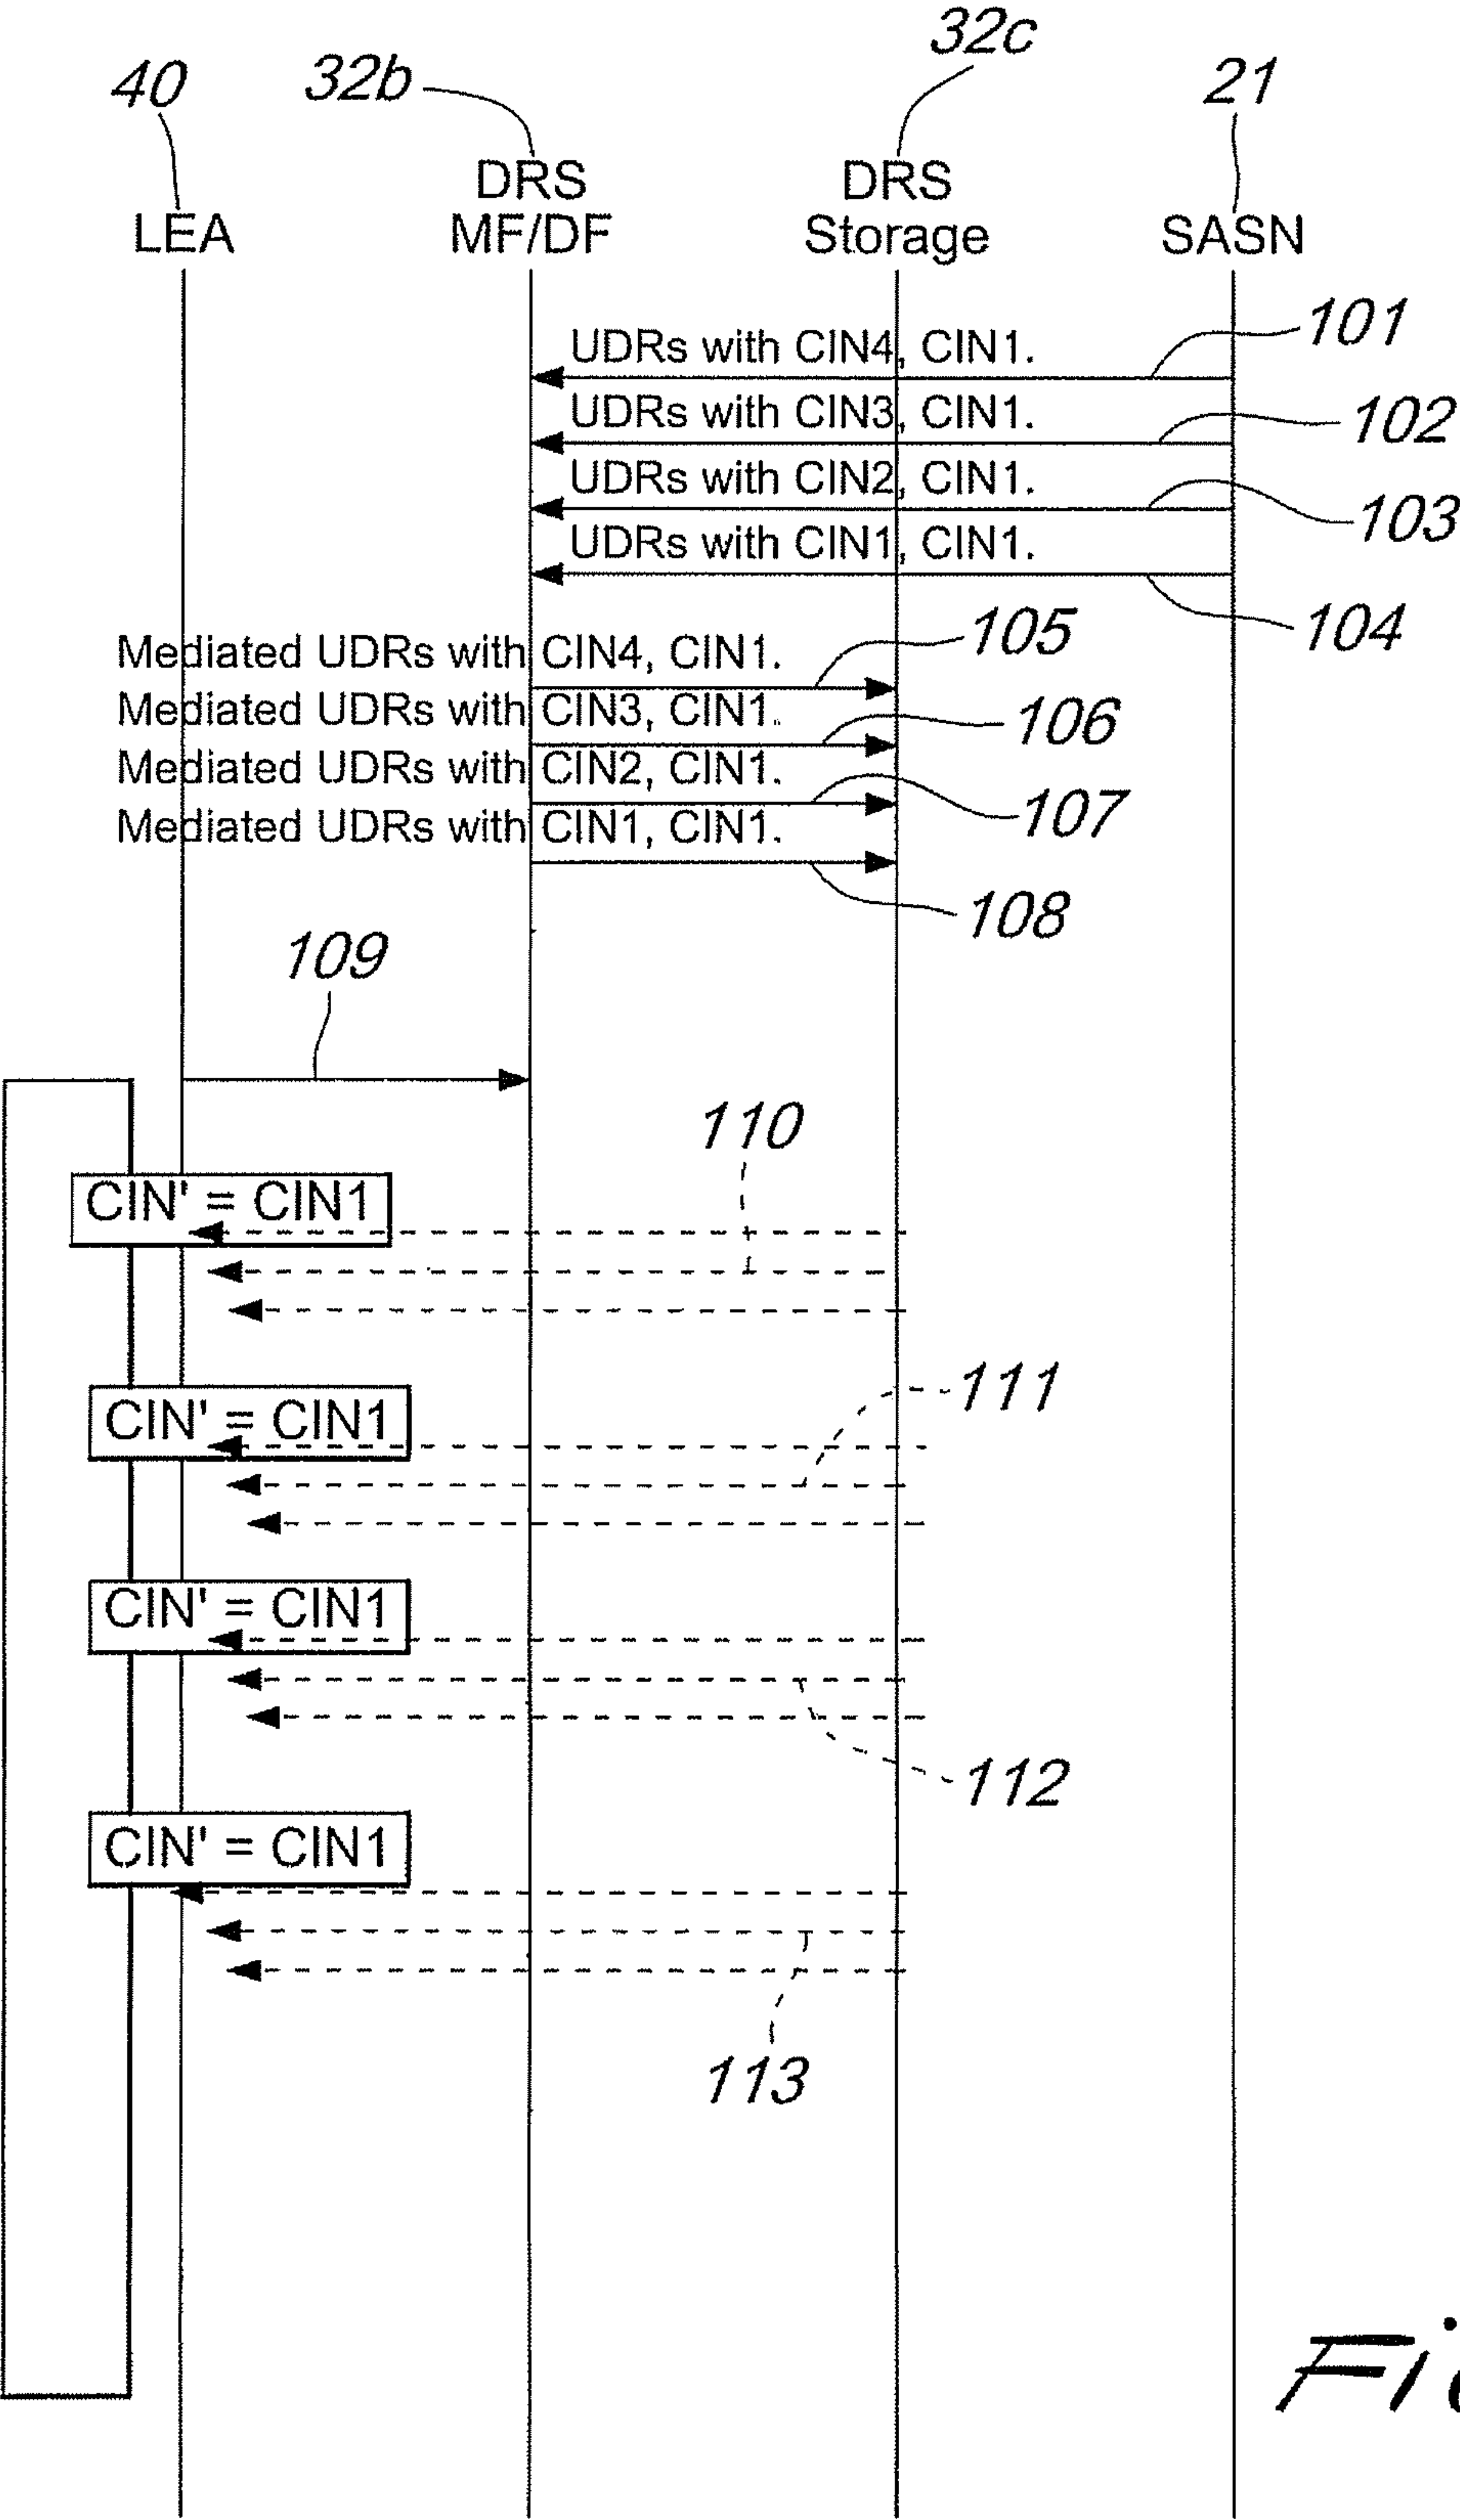 32c
40
32b
21
DRS
DRS
LEA
MF/DF
Storage
SASN
UDRs with CIN4, CIN1.
101
UDRs with CIN3, CIN1.
102
UDRs with CIN2, CIN1.
103
UDRs with CIN1, CIN1.
104
Mediated UDRs with CIN4, CIN1.
105
Mediated UDRs with CIN3, CIN1.
106
Mediated UDRs with CIN2, CIN1.
107
Mediated UDRs with CIN1, CIN1.
108
109
110
CIN' = CIN1
111
CIN' = CIN1
CIN' = CIN1
112
CIN' = CIN1
113